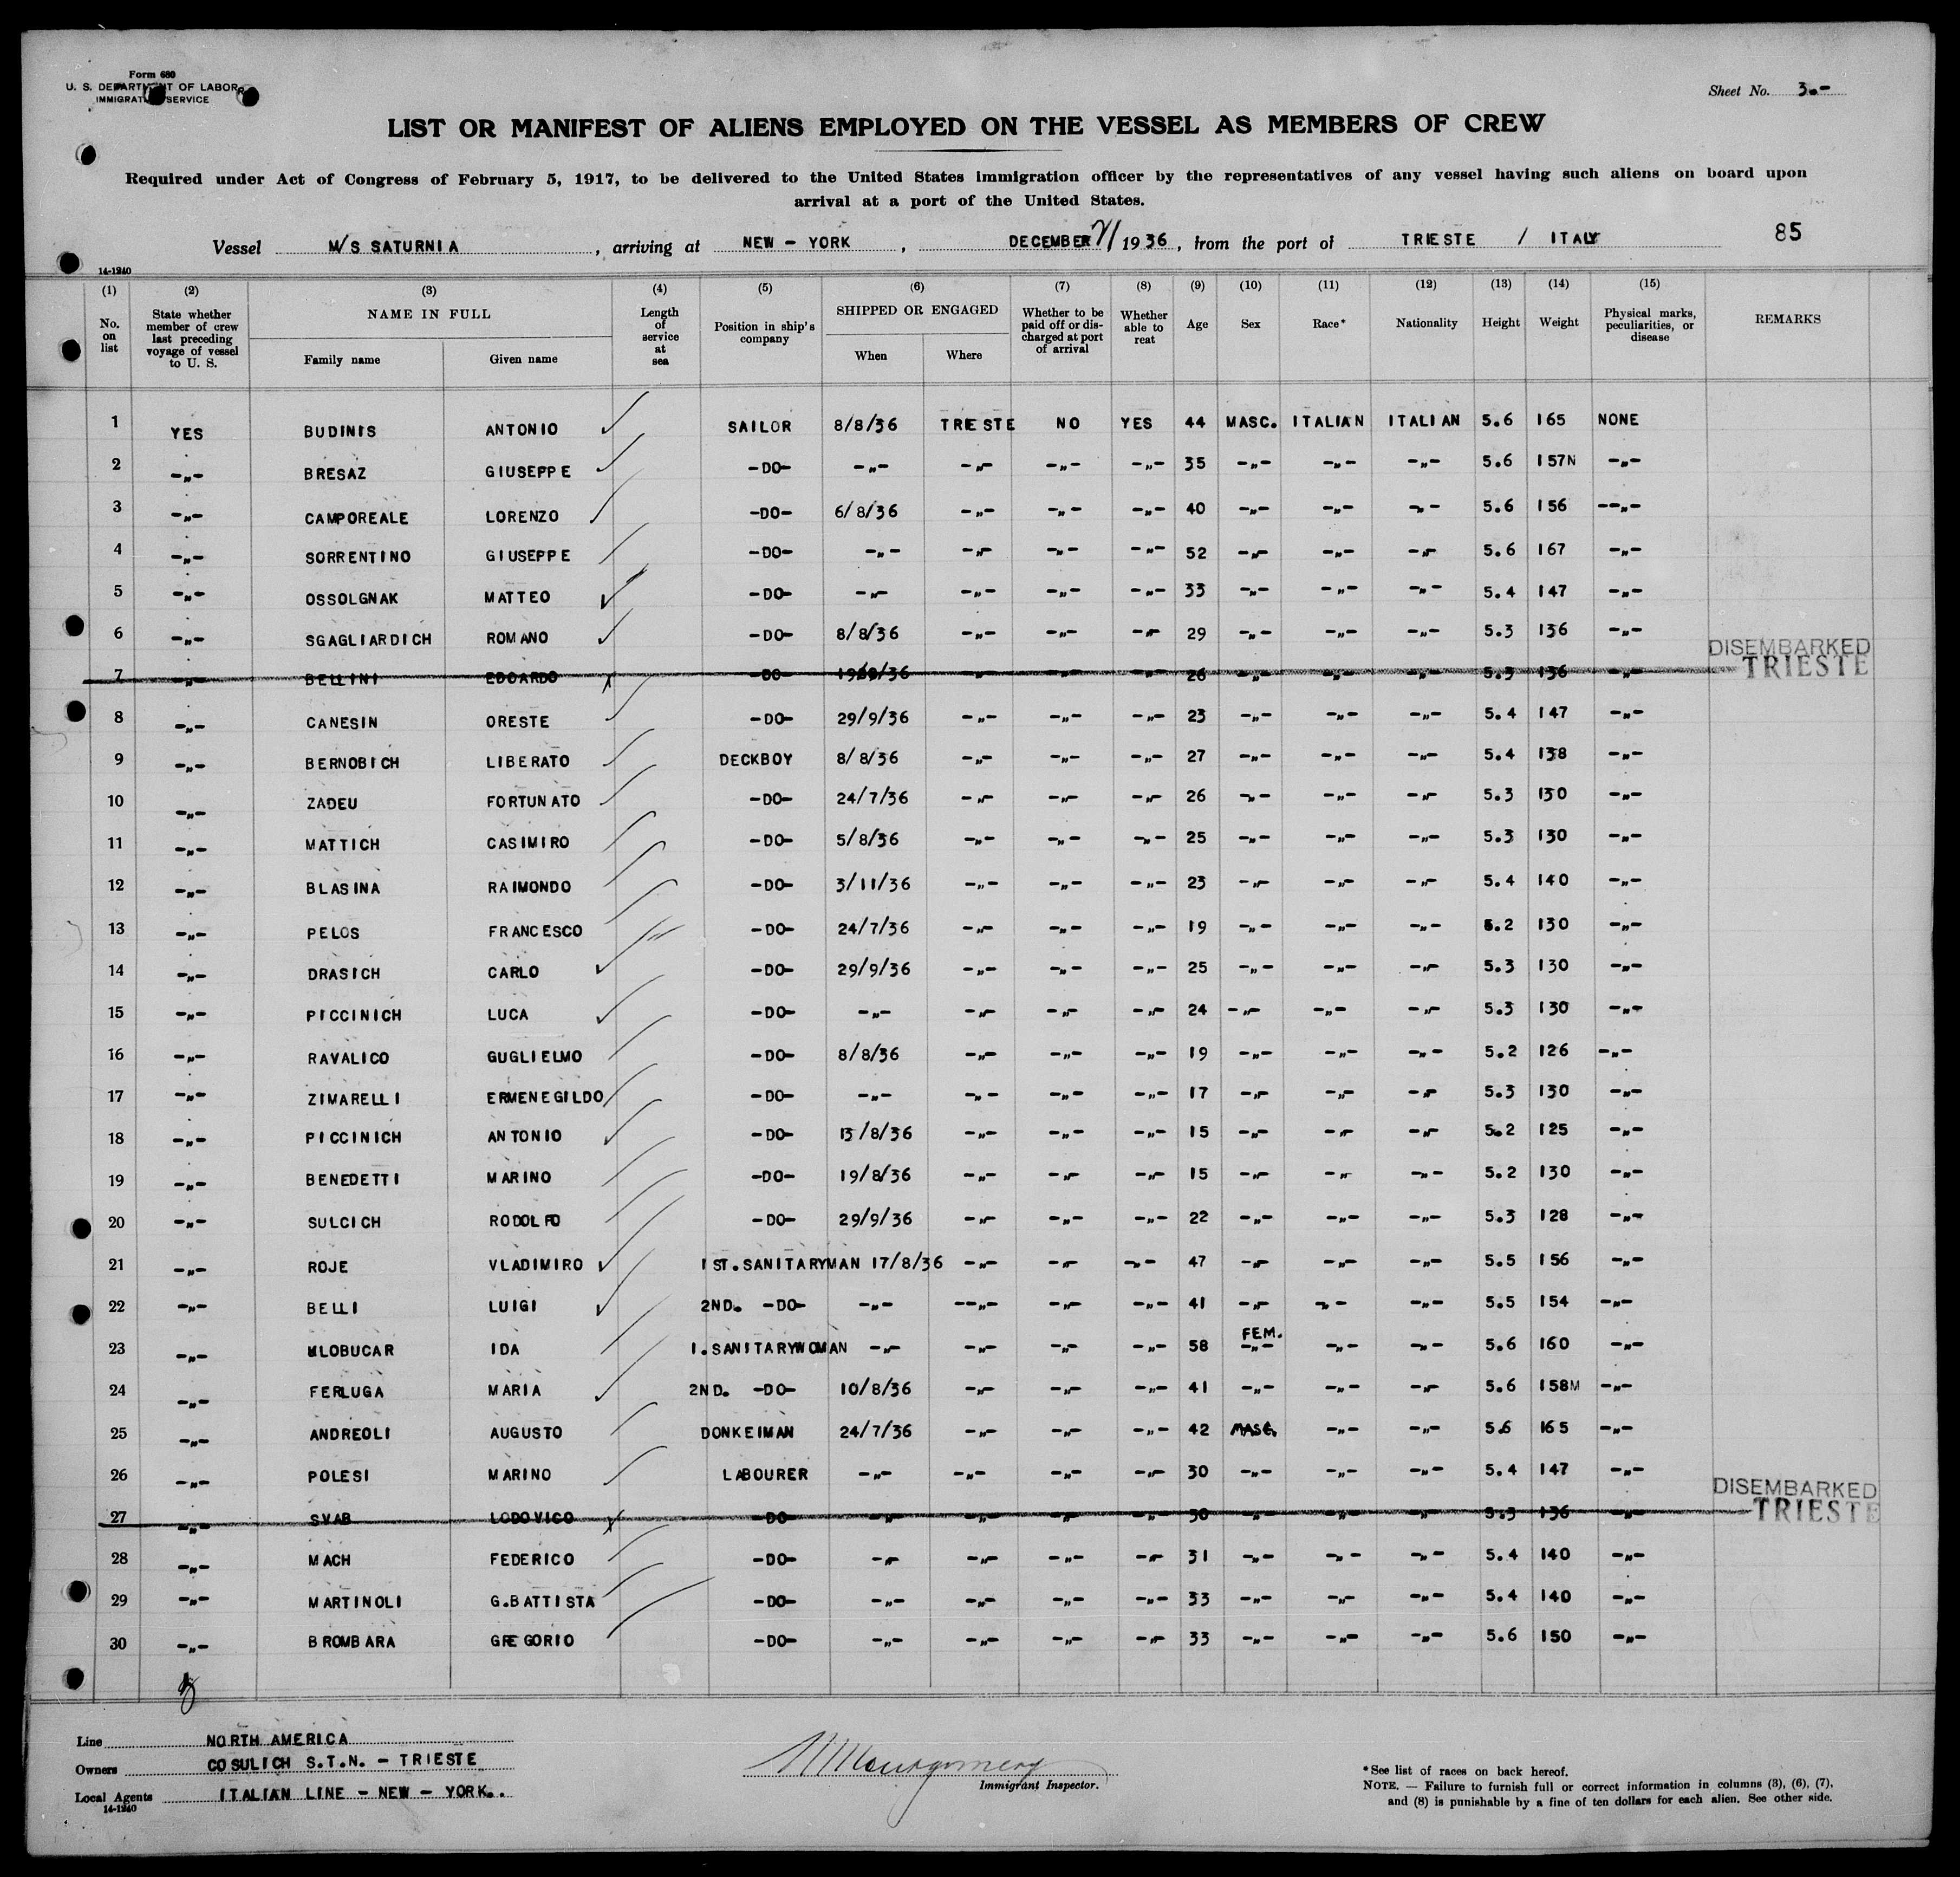 Form 680
U. S. DEPARTMENT OF LABOR
IMMIGRATION SERVICE
Sheet No. 3.-
LIST OR MANIFEST OF ALIENS EMPLOYED ON THE VESSEL AS MEMBERS OF CREW
Required under Act of Congress of February 5, 1917, to be delivered to the United States immigration officer by the representatives of any vessel having such aliens on board upon
arrival at a port of the United States.
Vessel M/S SATURNIA, arriving at NEW - YORK, DECEMBER 1936, from the port of TRIESTE / ITALY 85
14-1240
(1) (2) (3) (4) (5) (6) (7) (8) (9) (10) (11) (12) (13) (14) (15)
No. on list State whether member of crew last preceding voyage of vessel to U. S. NAME IN FULL Family name Given name Length of service at sea Position in ship's company SHIPPED OR ENGAGED When Where Whether to be paid off or discharged at port of arrival Whether able to reat Age Sex Race* Nationality Height Weight Physical marks, peculiarities, or disease REMARKS
1 YES BUDINIS ANTONIO SAILOR 8/8/36 TRIESTE NO YES 44 MASC. ITALIAN ITALIAN 5.6 165 NONE
2 -"- BRESAZ GIUSEPPE -DO- -"- -"- -"- -"- 35 -"- -"- -"- 5.6 157N -"-
3 -"- CAMPOREALE LORENZO -DO- 6/8/36 -"- -"- -"- 40 -"- -"- -"- 5.6 156 --"-
4 -"- SORRENTINO GIUSEPPE -DO- -"- -"- -"- -"- 52 -"- -"- -"- 5.6 167 -"-
5 -"- OSSOLGNAK MATTEO -DO- -"- -"- -"- -"- 33 -"- -"- -"- 5.4 147 -"-
6 -"- SGAGLIARDICH ROMANO -DO- 8/8/36 -"- -"- -"- 29 -"- -"- -"- 5.3 136 -"-
7 -"- BELLINI EDOARDO -DO- -"- -"- -"- 26 -"- -"- -"- 5.3 136 -"- DISEMBARKED TRIESTE
8 -"- CANESIN ORESTE -DO- 29/9/36 -"- -"- -"- 23 -"- -"- -"- 5.4 147 -"-
9 -"- BERNOBICH LIBERATO DECKBOY 8/8/36 -"- -"- -"- 27 -"- -"- -"- 5.4 138 -"-
10 -"- ZADEU FORTUNATO -DO- 24/7/36 -"- -"- -"- 26 -"- -"- -"- 5.3 130 -"-
11 -"- MATTICH CASIMIRO -DO- 5/8/36 -"- -"- -"- 25 -"- -"- -"- 5.3 130 -"-
12 -"- BLASINA RAIMONDO -DO- 3/11/36 -"- -"- -"- 23 -"- -"- -"- 5.4 140 -"-
13 -"- PELOS FRANCESCO -DO- 24/7/36 -"- -"- -"- 19 -"- -"- -"- 5.2 130 -"-
14 -"- DRASICH CARLO -DO- 29/9/36 -"- -"- -"- 25 -"- -"- -"- 5.3 130 -"-
15 -"- PICCINICH LUCA -DO- -"- -"- -"- -"- 24 -"- -"- -"- 5.3 130 -"-
16 -"- RAVALICO GUGLIELMO -DO- 8/8/36 -"- -"- -"- 19 -"- -"- -"- 5.2 126 -"-
17 -"- ZIMARELLI ERMENEGILDO -DO- -"- -"- -"- -"- 17 -"- -"- -"- 5.3 130 -"-
18 -"- PICCINICH ANTONIO -DO- 13/8/36 -"- -"- -"- 15 -"- -"- -"- 5.2 125 -"-
19 -"- BENEDETTI MARINO -DO- 19/8/36 -"- -"- -"- 15 -"- -"- -"- 5.2 130 -"-
20 -"- SULCICH RODOLFO -DO- 29/9/36 -"- -"- -"- 22 -"- -"- -"- 5.3 128 -"-
21 -"- ROJE VLADIMIRO 1ST.SANITARYMAN 17/8/36 -"- -"- -"- 47 -"- -"- -"- 5.5 156 -"-
22 -"- BELLI LUIGI 2ND. -DO- -"- --"- -"- -"- 41 -"- -"- -"- 5.5 154 -"-
23 -"- KLOBUCAR IDA 1.SANITARYWOMAN -"- -"- -"- -"- 58 FEM. -"- -"- -"- 5.6 160 -"-
24 -"- FERLUGA MARIA 2ND. -DO- 10/8/36 -"- -"- -"- 41 -"- -"- -"- 5.6 158M -"-
25 -"- ANDREOLI AUGUSTO DONKEIMAN 24/7/36 -"- -"- -"- 42 MASC. -"- -"- 5.6 165 -"-
26 -"- POLESI MARINO LABOURER -"- -"- -"- -"- 30 -"- -"- -"- 5.4 147 -"-
27 -"- SVAB LODOVICO -DO- -"- -"- -"- -"- 30 -"- -"- -"- 5.3 136 -"- DISEMBARKED TRIESTE
28 -"- MACH FEDERICO -DO- -"- -"- -"- -"- 31 -"- -"- -"- 5.4 140 -"-
29 -"- MARTINOLI G.BATTISTA -DO- -"- -"- -"- -"- 33 -"- -"- -"- 5.4 140 -"-
30 -"- BROMBARA GREGORIO -DO- -"- -"- -"- -"- 33 -"- -"- -"- 5.6 150 -"-
Line NORTH AMERICA
Owners COSULICH S.T.N. - TRIESTE
Local Agents ITALIAN LINE - NEW - YORK..
14-1240
Montgomery
Immigrant Inspector.
*See list of races on back hereof.
NOTE. — Failure to furnish full or correct information in columns (3), (6), (7),
and (8) is punishable by a fine of ten dollars for each alien. See other side.